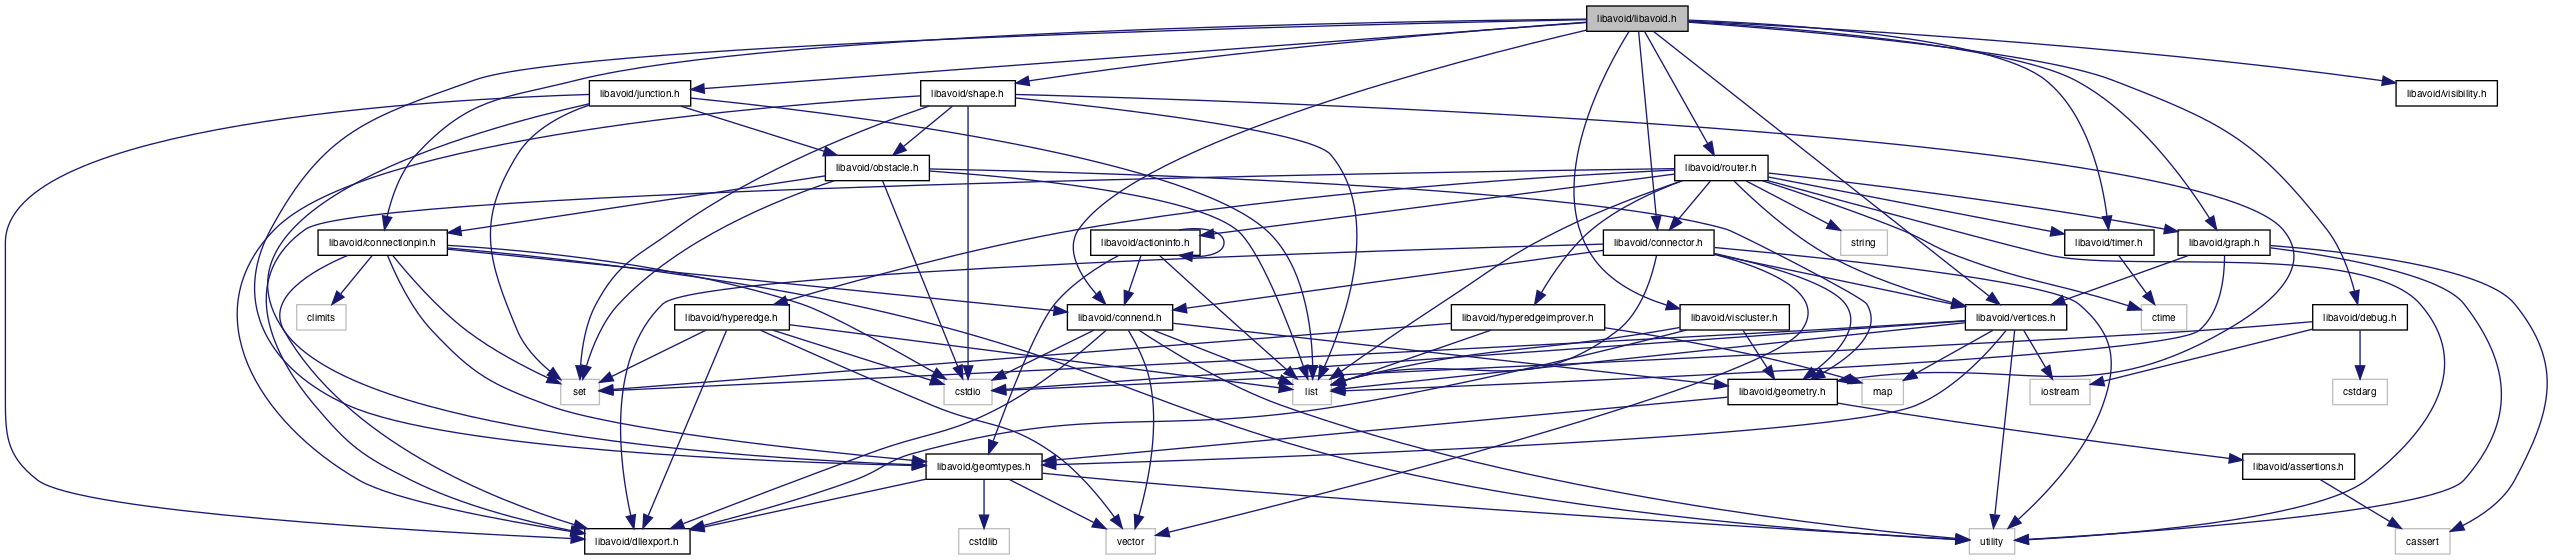 libavoid/libavoid.h
libavoid/junction.h
libavoid/shape.h
libavoid/visibility.h
libavoid/obstacle.h
libavoid/router.h
libavoid/connectionpin.h
libavoid/actioninfo.h
libavoid/connector.h
string
libavoid/timer.h
libavoid/graph.h
climits
libavoid/hyperedge.h
libavoid/connend.h
libavoid/hyperedgeimprover.h
libavoid/viscluster.h
libavoid/vertices.h
ctime
libavoid/debug.h
set
cstdio
list
libavoid/geometry.h
map
iostream
cstdarg
libavoid/geomtypes.h
libavoid/assertions.h
libavoid/dllexport.h
cstdlib
vector
utility
cassert